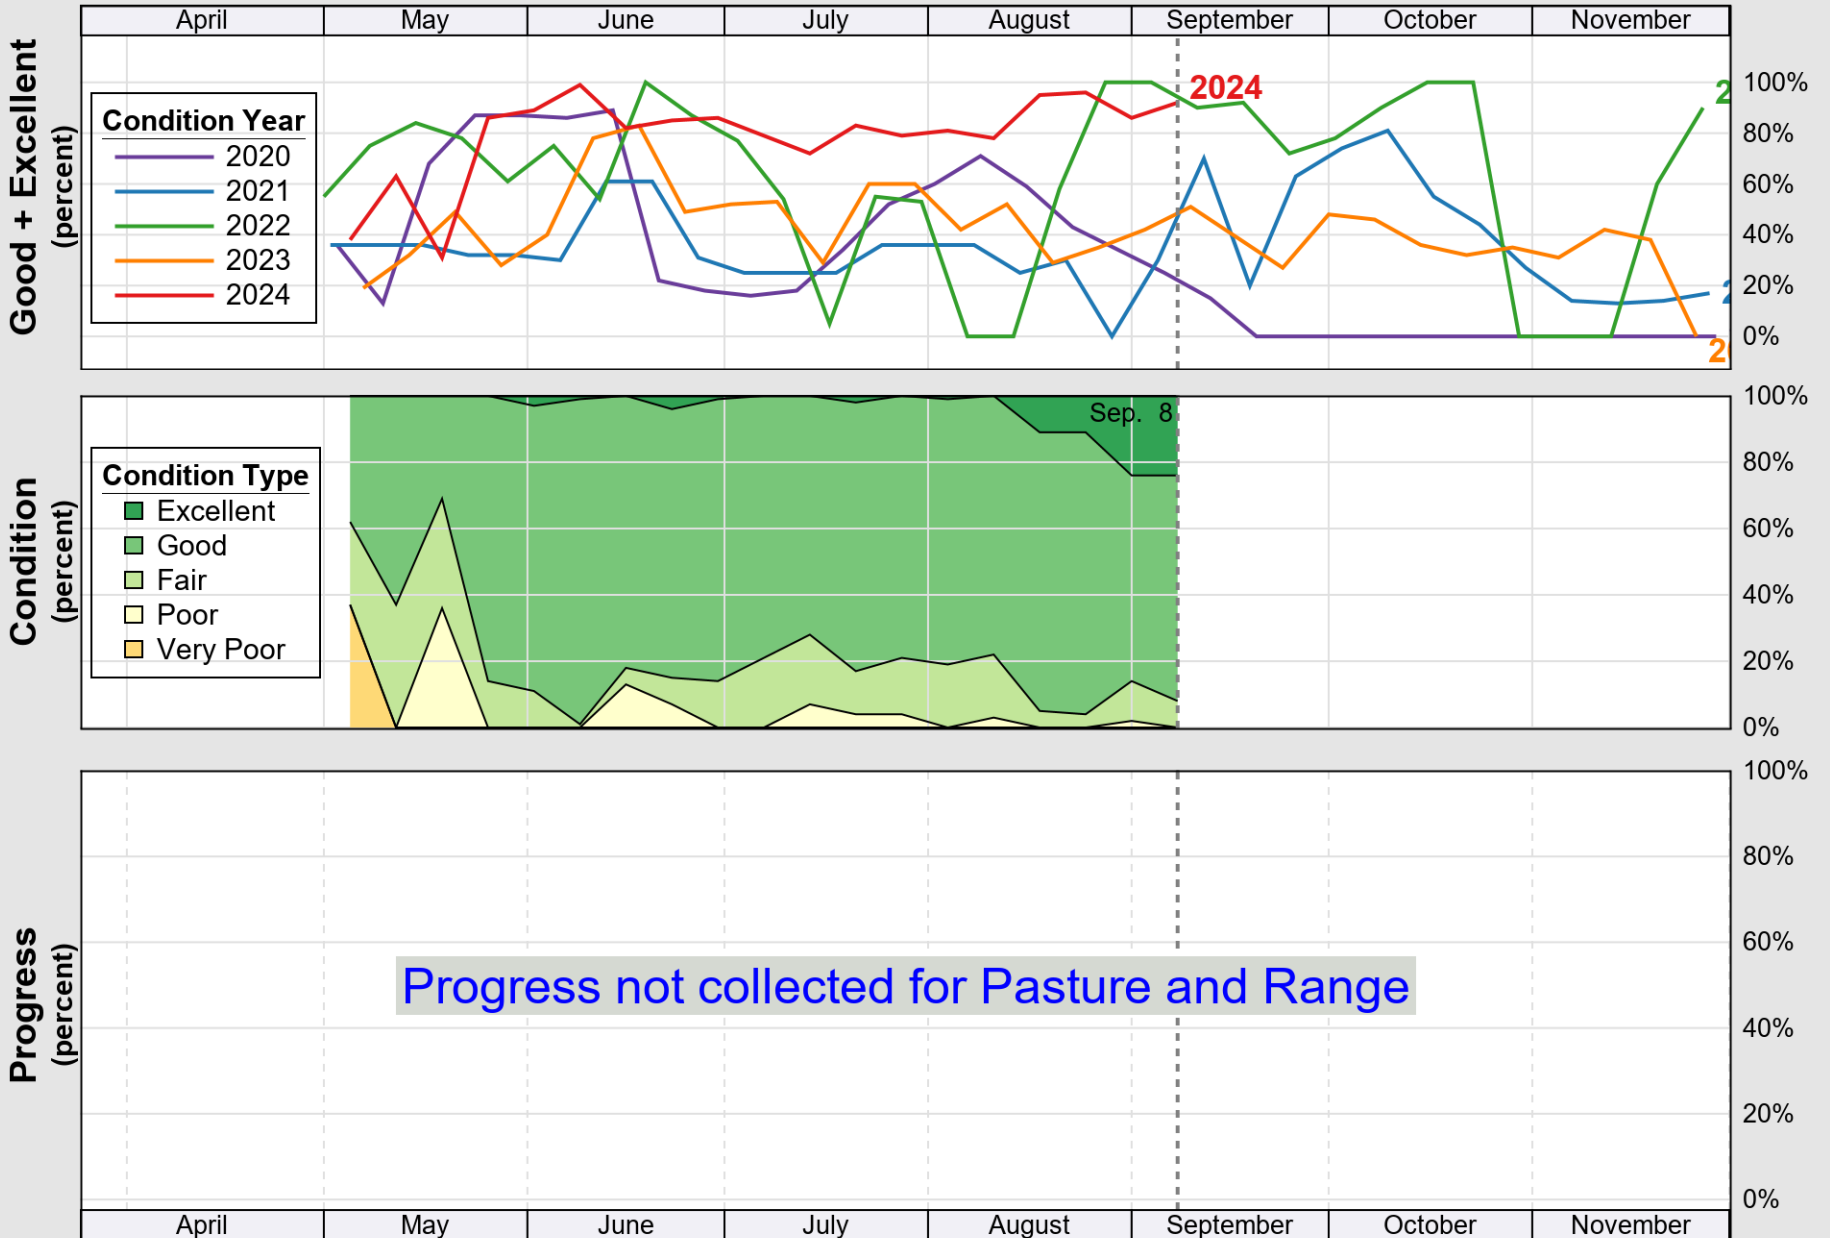 April May June July August September October November
Good + Excellent
(percent)
Condition Year
2020
2021
2022
2023
2024
2024
100%
80%
60%
40%
20%
0%
2
2
20
Condition
(percent)
Condition Type
Excellent
Good
Fair
Poor
Very Poor
Sep. 8
100%
80%
60%
40%
20%
0%
Progress
(percent)
Progress not collected for Pasture and Range
100%
80%
60%
40%
20%
0%
April May June July August September October November